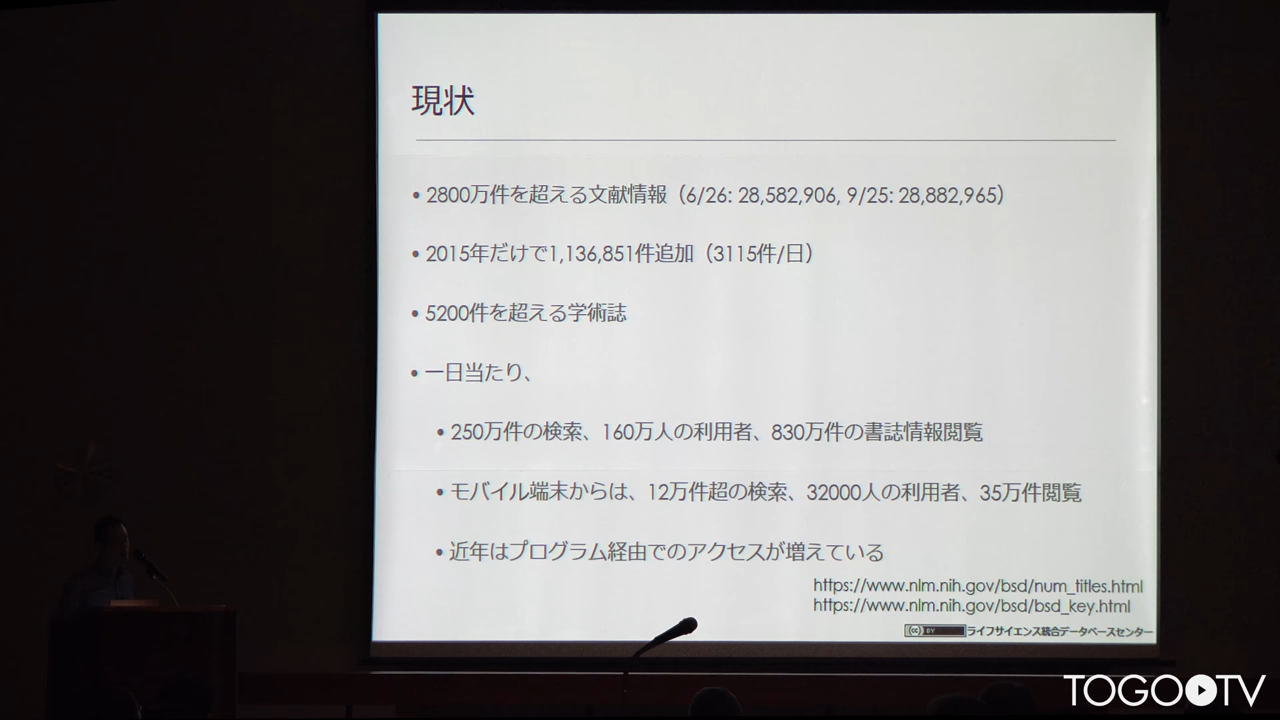 現状
• 2800万件を超える文献情報（6/26: 28,582,906, 9/25: 28,882,965）
• 2015年だけで1,136,851件追加（3115件/日）
• 5200件を超える学術誌
• 一日当たり、
• 250万件の検索、160万人の利用者、830万件の書誌情報閲覧
• モバイル端末からは、12万件超の検索、32000人の利用者、35万件閲覧
• 近年はプログラム経由でのアクセスが増えている
https://www.nlm.nih.gov/bsd/num_titles.html
https://www.nlm.nih.gov/bsd/bsd_key.html
(cc) BY ライフサイエンス統合データベースセンター
TOGOTV